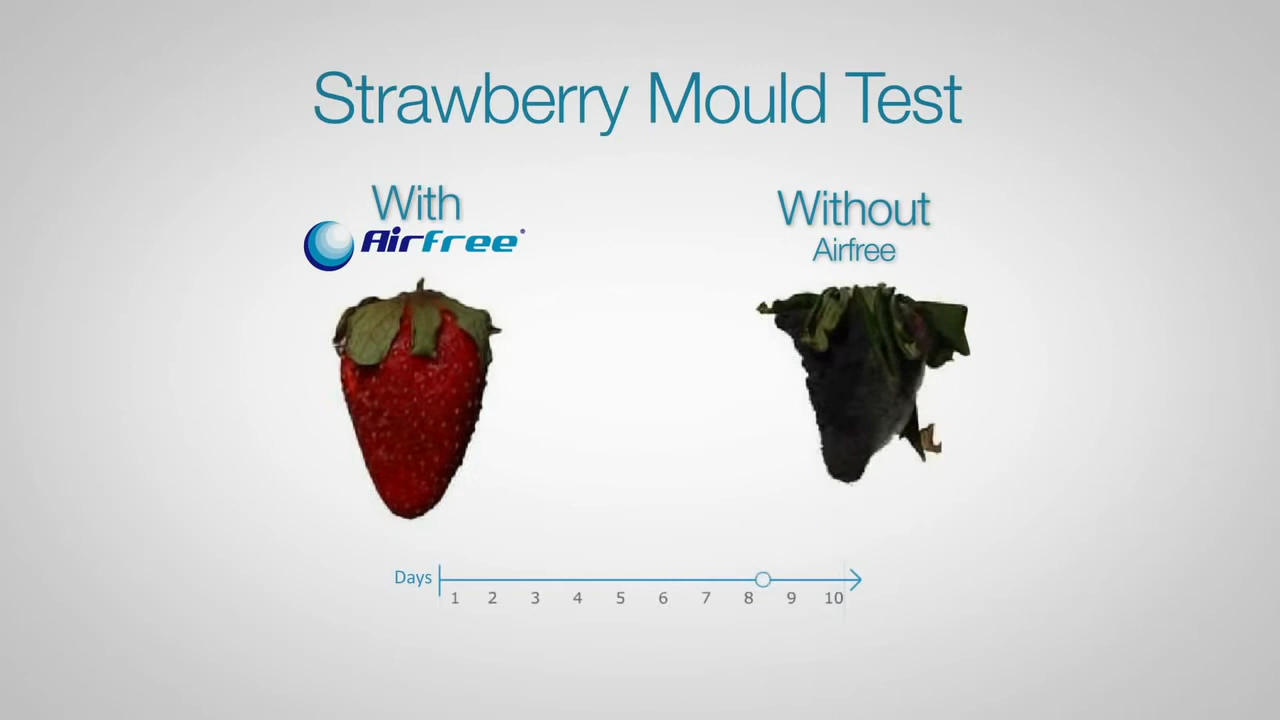 Strawberry Mould Test
With
Airfree®
Without
Airfree
Days
1 2 3 4 5 6 7 8 9 10